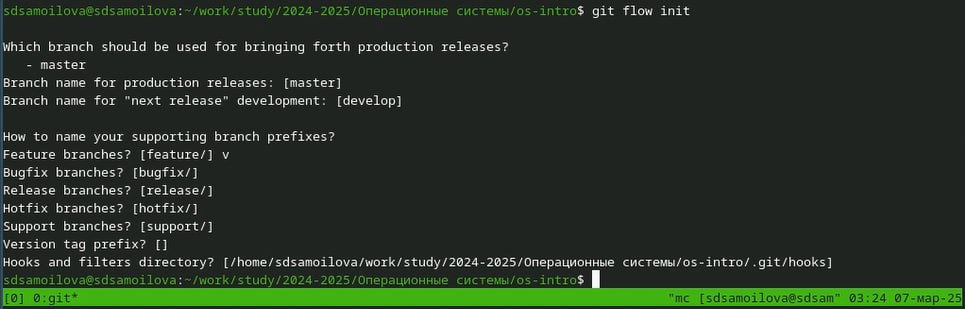 sdsamoilova@sdsamoilova:~/work/study/2024-2025/Операционные системы/os-intro$ git flow init
Which branch should be used for bringing forth production releases?
   - master
Branch name for production releases: [master]
Branch name for "next release" development: [develop]
How to name your supporting branch prefixes?
Feature branches? [feature/] v
Bugfix branches? [bugfix/]
Release branches? [release/]
Hotfix branches? [hotfix/]
Support branches? [support/]
Version tag prefix? []
Hooks and filters directory? [/home/sdsamoilova/work/study/2024-2025/Операционные системы/os-intro/.git/hooks]
sdsamoilova@sdsamoilova:~/work/study/2024-2025/Операционные системы/os-intro$
[0] 0:git* "mc [sdsamoilova@sdsam" 03:24 07-мар-25